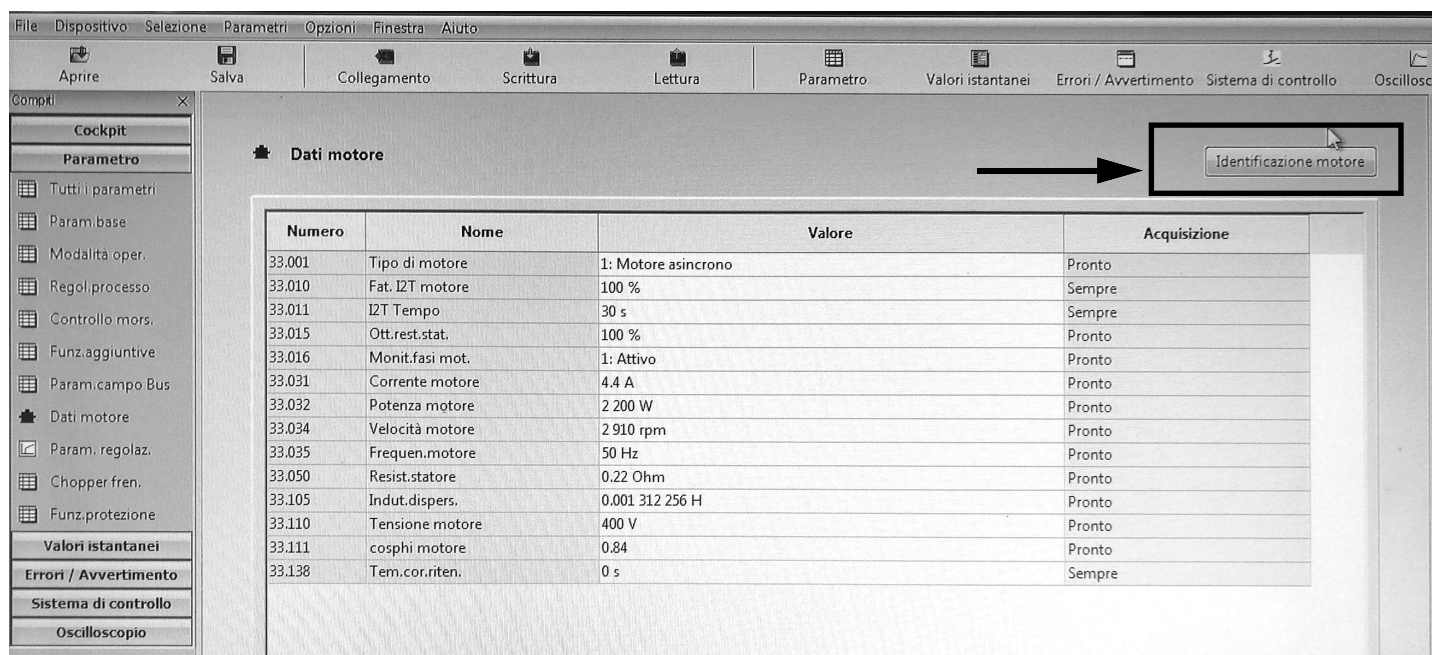 File Dispositivo Selezione Parametri Opzioni Finestra Aiuto
Aprire Salva Collegamento Scrittura Lettura Parametro Valori istantanei Errori / Avvertimento Sistema di controllo Oscillosc
Compiti
Cockpit
Parametro
Tutti i parametri
Param.base
Modalità oper.
Regol.processo
Controllo mors.
Funz.aggiuntive
Param.campo Bus
Dati motore
Param. regolaz.
Chopper fren.
Funz.protezione
Valori istantanei
Errori / Avvertimento
Sistema di controllo
Oscilloscopio
Dati motore
Identificazione motore
Numero Nome Valore Acquisizione
33.001 Tipo di motore 1: Motore asincrono Pronto
33.010 Fat. I2T motore 100 % Sempre
33.011 I2T Tempo 30 s Sempre
33.015 Ott.rest.stat. 100 % Pronto
33.016 Monit.fasi mot. 1: Attivo Pronto
33.031 Corrente motore 4.4 A Pronto
33.032 Potenza motore 2 200 W Pronto
33.034 Velocità motore 2 910 rpm Pronto
33.035 Frequen.motore 50 Hz Pronto
33.050 Resist.statore 0.22 Ohm Pronto
33.105 Indut.dispers. 0.001 312 256 H Pronto
33.110 Tensione motore 400 V Pronto
33.111 cosphi motore 0.84 Pronto
33.138 Tem.cor.riten. 0 s Sempre